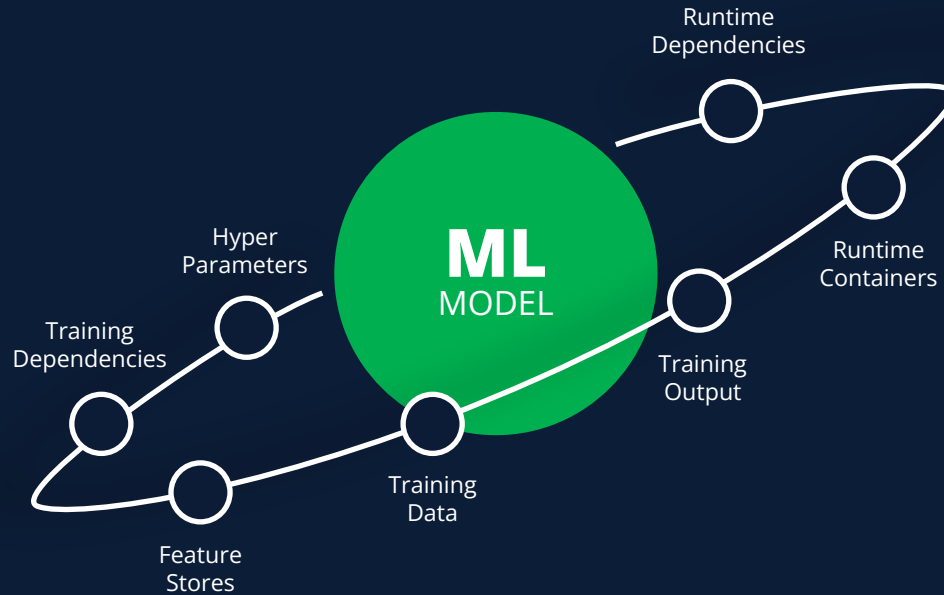 Runtime
Dependencies
Hyper
Parameters
ML
MODEL
Runtime
Containers
Training
Dependencies
Training
Output
Training
Data
Feature
Stores